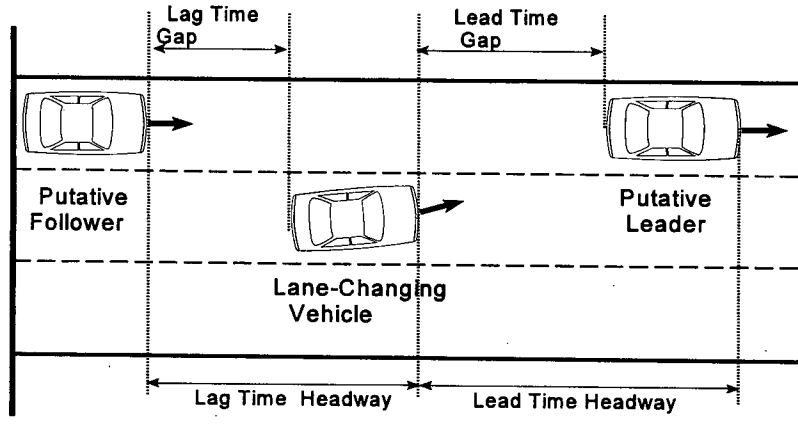 Lag Time
Gap
Lead Time
Gap
Putative
Follower
Putative
Leader
Lane-Changing
Vehicle
Lag Time Headway
Lead Time Headway